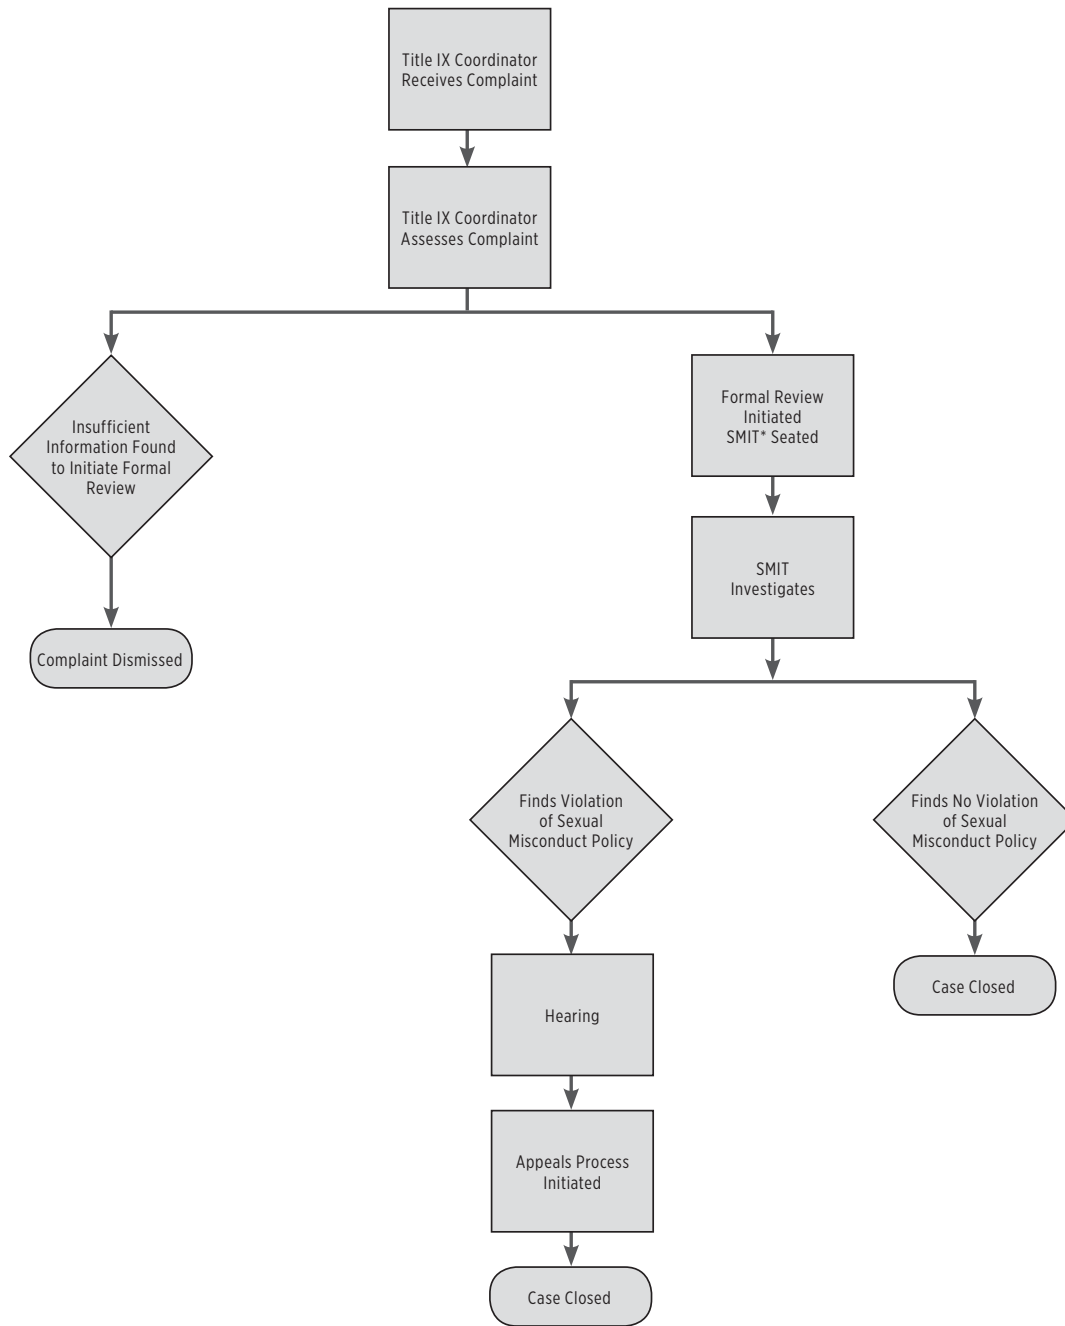 Title IX Coordinator
Receives Complaint
Title IX Coordinator
Assesses Complaint
Insufficient
Information Found
to Initiate Formal
Review
Complaint Dismissed
Formal Review
Initiated
SMIT* Seated
SMIT
Investigates
Finds Violation
of Sexual
Misconduct Policy
Hearing
Appeals Process
Initiated
Case Closed
Finds No Violation
of Sexual
Misconduct Policy
Case Closed